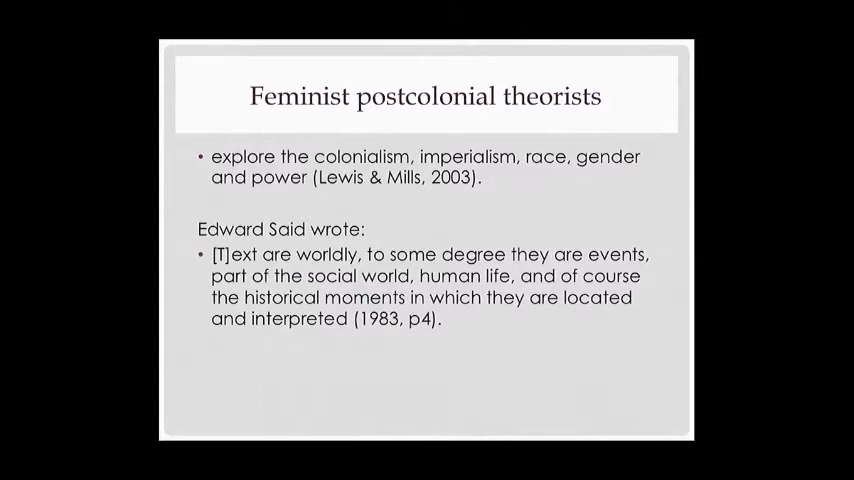 Feminist postcolonial theorists
• explore the colonialism, imperialism, race, gender
and power (Lewis & Mills, 2003).
Edward Said wrote:
• [T]ext are worldly, to some degree they are events,
part of the social world, human life, and of course
the historical moments in which they are located
and interpreted (1983, p4).